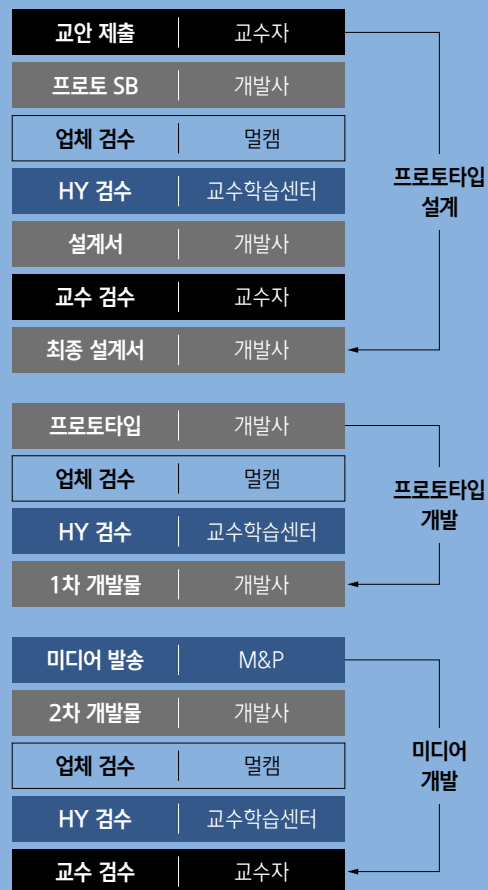 교안 제출 교수자
프로토 SB 개발사
업체 검수 멀캠
HY 검수 교수학습센터
설계서 개발사
교수 검수 교수자
최종 설계서 개발사
프로토타입
설계
프로토타입 개발사
업체 검수 멀캠
HY 검수 교수학습센터
1차 개발물 개발사
프로토타입
개발
미디어 발송 M&P
2차 개발물 개발사
업체 검수 멀캠
HY 검수 교수학습센터
교수 검수 교수자
미디어
개발